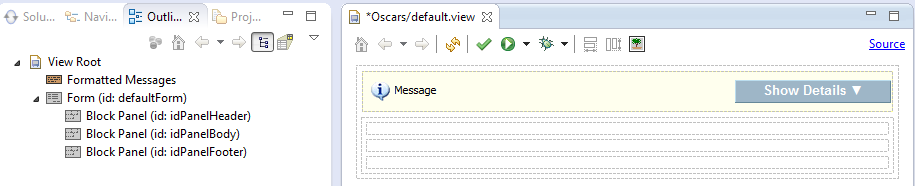 Solu... Navi... Outli... Proj...
View Root
Formatted Messages
Form (id: defaultForm)
Block Panel (id: idPanelHeader)
Block Panel (id: idPanelBody)
Block Panel (id: idPanelFooter)
*Oscars/default.view
Source
Message
Show Details ▼